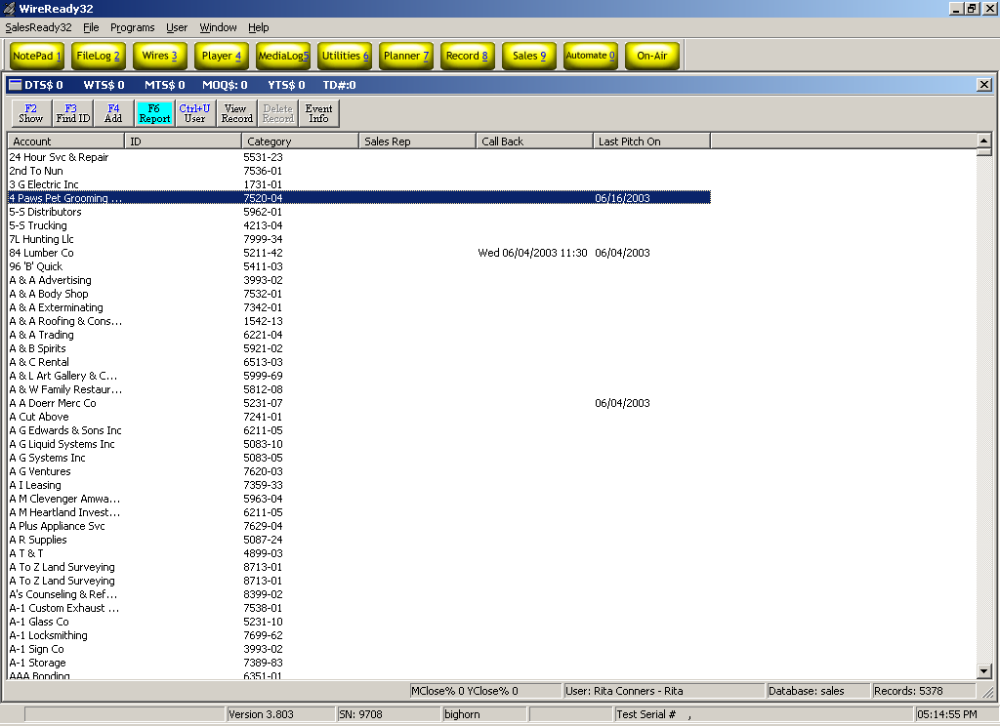 WireReady32
SalesReady32 File Programs User Window Help
NotePad 1 FileLog 2 Wires 3 Player 4 MediaLog5 Utilities 6 Planner 7 Record 8 Sales 9 Automate 0 On-Air
DTS$ 0 WTS$ 0 MTS$ 0 MOQ$: 0 YTS$ 0 TD#:0
F2 F3 F4 F6 Ctrl+U View Delete Event
Show Find ID Add Report User Record Record Info
Account ID Category Sales Rep Call Back Last Pitch On
24 Hour Svc & Repair 5531-23
2nd To Nun 7536-01
3 G Electric Inc 1731-01
4 Paws Pet Grooming ... 7520-04 06/16/2003
5-S Distributors 5962-01
5-S Trucking 4213-04
7L Hunting Llc 7999-34
84 Lumber Co 5211-42 Wed 06/04/2003 11:30 06/04/2003
96 'B' Quick 5411-03
A & A Advertising 3993-02
A & A Body Shop 7532-01
A & A Exterminating 7342-01
A & A Roofing & Cons... 1542-13
A & A Trading 6221-04
A & B Spirits 5921-02
A & C Rental 6513-03
A & L Art Gallery & C... 5999-69
A & W Family Restaur... 5812-08
A A Doerr Merc Co 5231-07 06/04/2003
A Cut Above 7241-01
A G Edwards & Sons Inc 6211-05
A G Liquid Systems Inc 5083-10
A G Systems Inc 5083-05
A G Ventures 7620-03
A I Leasing 7359-33
A M Clevenger Amwa... 5963-04
A M Heartland Invest... 6211-05
A Plus Appliance Svc 7629-04
A R Supplies 5087-24
A T & T 4899-03
A To Z Land Surveying 8713-01
A To Z Land Surveying 8713-01
A's Counseling & Ref... 8399-02
A-1 Custom Exhaust ... 7538-01
A-1 Glass Co 5231-10
A-1 Locksmithing 7699-62
A-1 Sign Co 3993-02
A-1 Storage 7389-83
AAA Bonding 6351-01
MClose% 0 YClose% 0 User: Rita Conners - Rita Database: sales Records: 5378
Version 3.803 SN: 9708 bighorn Test Serial # , 05:14:55 PM